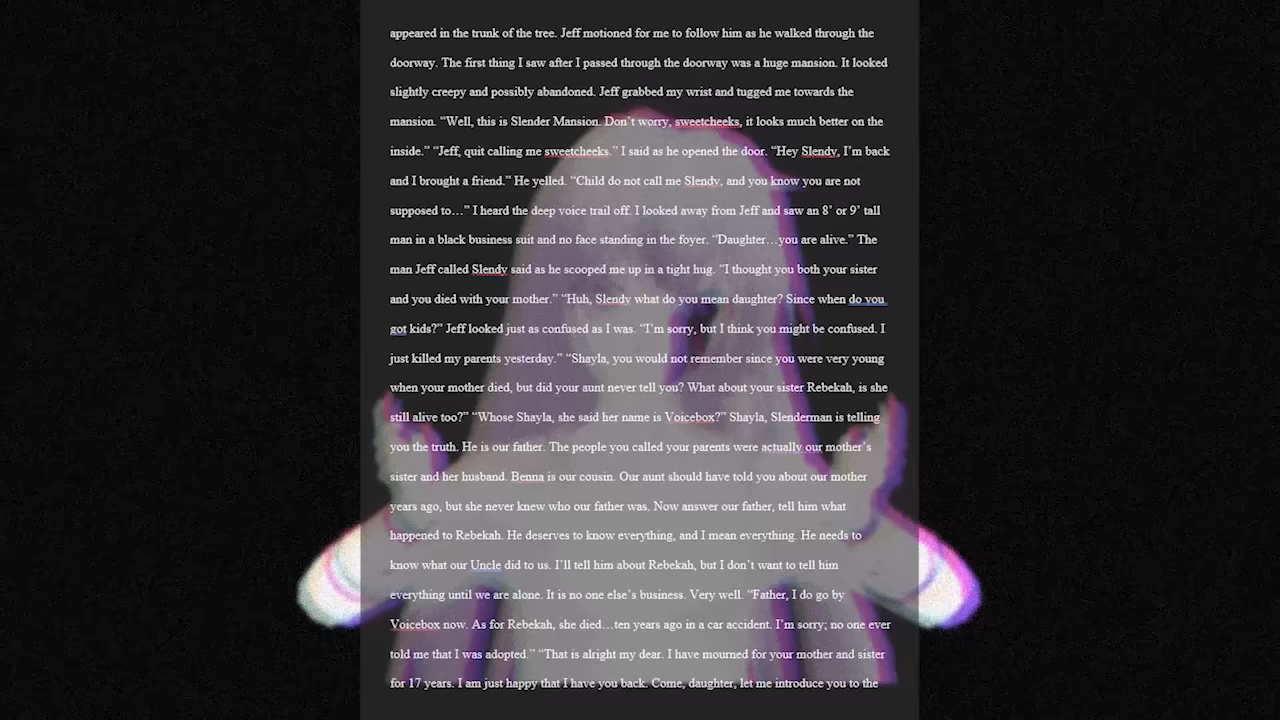 appeared in the trunk of the tree. Jeff motioned for me to follow him as he walked through the
doorway. The first thing I saw after I passed through the doorway was a huge mansion. It looked
slightly creepy and possibly abandoned. Jeff grabbed my wrist and tugged me towards the
mansion. “Well, this is Slender Mansion. Don’t worry, sweetcheeks, it looks much better on the
inside.” “Jeff, quit calling me sweetcheeks.” I said as he opened the door. “Hey Slendy, I’m back
and I brought a friend.” He yelled. “Child do not call me Slendy, and you know you are not
supposed to…” I heard the deep voice trail off. I looked away from Jeff and saw an 8’ or 9’ tall
man in a black business suit and no face standing in the foyer. “Daughter…you are alive.” The
man Jeff called Slendy said as he scooped me up in a tight hug. “I thought you both your sister
and you died with your mother.” “Huh, Slendy what do you mean daughter? Since when do you
got kids?” Jeff looked just as confused as I was. “I’m sorry, but I think you might be confused. I
just killed my parents yesterday.” “Shayla, you would not remember since you were very young
when your mother died, but did your aunt never tell you? What about your sister Rebekah, is she
still alive too?” “Whose Shayla, she said her name is Voicebox?” Shayla, Slenderman is telling
you the truth. He is our father. The people you called your parents were actually our mother’s
sister and her husband. Benna is our cousin. Our aunt should have told you about our mother
years ago, but she never knew who our father was. Now answer our father, tell him what
happened to Rebekah. He deserves to know everything, and I mean everything. He needs to
know what our Uncle did to us. I’ll tell him about Rebekah, but I don’t want to tell him
everything until we are alone. It is no one else’s business. Very well. “Father, I do go by
Voicebox now. As for Rebekah, she died…ten years ago in a car accident. I’m sorry; no one ever
told me that I was adopted.” “That is alright my dear. I have mourned for your mother and sister
for 17 years. I am just happy that I have you back. Come, daughter, let me introduce you to the